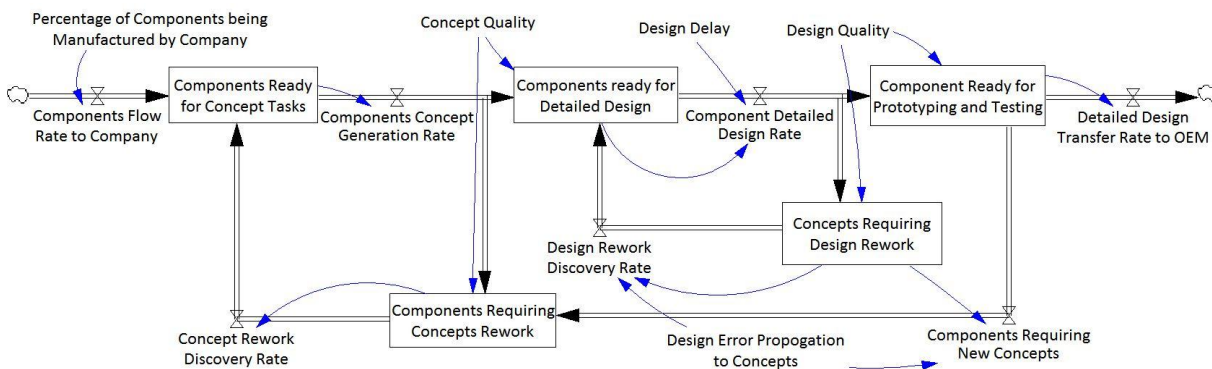 Percentage of Components being
Manufactured by Company
Concept Quality
Design Delay
Design Quality
Components Ready
for Concept Tasks
Components ready for
Detailed Design
Component Ready for
Prototyping and Testing
Components Flow
Rate to Company
Components Concept
Generation Rate
Component Detailed
Design Rate
Detailed Design
Transfer Rate to OEM
Concepts Requiring
Design Rework
Design Rework
Discovery Rate
Components Requiring
Concepts Rework
Concept Rework
Discovery Rate
Design Error Propogation
to Concepts
Components Requiring
New Concepts